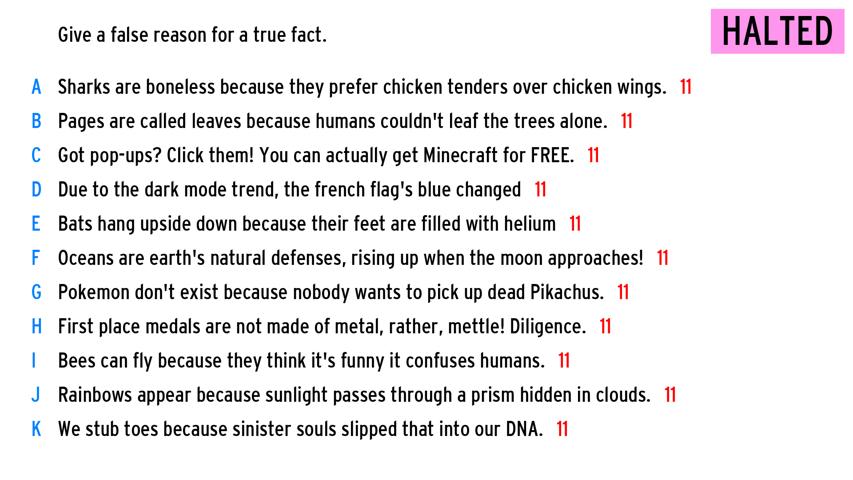 Give a false reason for a true fact.
HALTED
A Sharks are boneless because they prefer chicken tenders over chicken wings. 11
B Pages are called leaves because humans couldn't leaf the trees alone. 11
C Got pop-ups? Click them! You can actually get Minecraft for FREE. 11
D Due to the dark mode trend, the french flag's blue changed 11
E Bats hang upside down because their feet are filled with helium 11
F Oceans are earth's natural defenses, rising up when the moon approaches! 11
G Pokemon don't exist because nobody wants to pick up dead Pikachus. 11
H First place medals are not made of metal, rather, mettle! Diligence. 11
I Bees can fly because they think it's funny it confuses humans. 11
J Rainbows appear because sunlight passes through a prism hidden in clouds. 11
K We stub toes because sinister souls slipped that into our DNA. 11